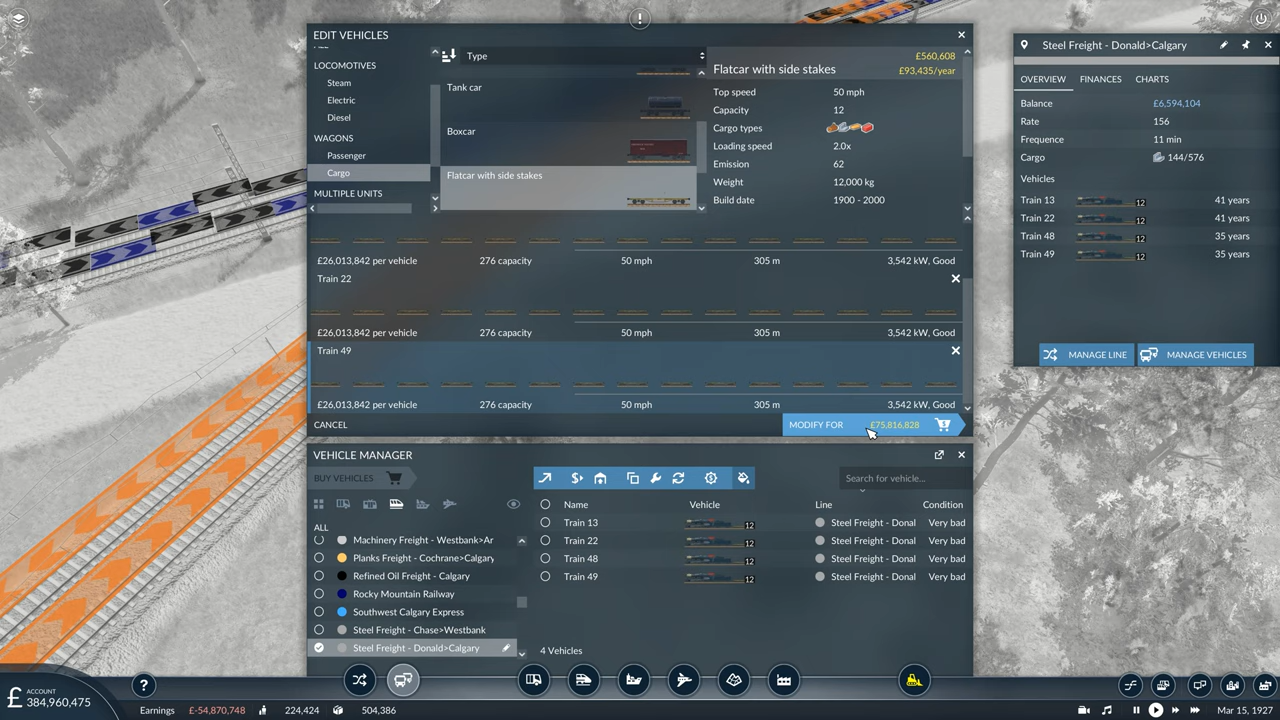 EDIT VEHICLES
LOCOMOTIVES
Steam
Electric
Diesel
WAGONS
Passenger
Cargo
MULTIPLE UNITS
Type
Tank car
Boxcar
Flatcar with side stakes
£560,608
Flatcar with side stakes
£93,435/year
Top speed 50 mph
Capacity 12
Cargo types
Loading speed 2.0x
Emission 62
Weight 12,000 kg
Build date 1900 - 2000
£26,013,842 per vehicle 276 capacity 50 mph 305 m 3,542 kW, Good
Train 22
£26,013,842 per vehicle 276 capacity 50 mph 305 m 3,542 kW, Good
Train 49
£26,013,842 per vehicle 276 capacity 50 mph 305 m 3,542 kW, Good
CANCEL
MODIFY FOR £75,816,828
Steel Freight - Donald>Calgary
OVERVIEW FINANCES CHARTS
Balance £6,594,104
Rate 156
Frequence 11 min
Cargo 144/576
Vehicles
Train 13 12 41 years
Train 22 12 41 years
Train 48 12 35 years
Train 49 12 35 years
MANAGE LINE
MANAGE VEHICLES
VEHICLE MANAGER
BUY VEHICLES
Search for vehicle...
ALL
Machinery Freight - Westbank>Ar
Planks Freight - Cochrane>Calgary
Refined Oil Freight - Calgary
Rocky Mountain Railway
Southwest Calgary Express
Steel Freight - Chase>Westbank
Steel Freight - Donald>Calgary
Name Vehicle Line Condition
Train 13 12 Steel Freight - Donal Very bad
Train 22 12 Steel Freight - Donal Very bad
Train 48 12 Steel Freight - Donal Very bad
Train 49 12 Steel Freight - Donal Very bad
4 Vehicles
£ ACCOUNT
384,960,475
?
Earnings £-54,870,748 224,424 504,386
Mar 15, 1927